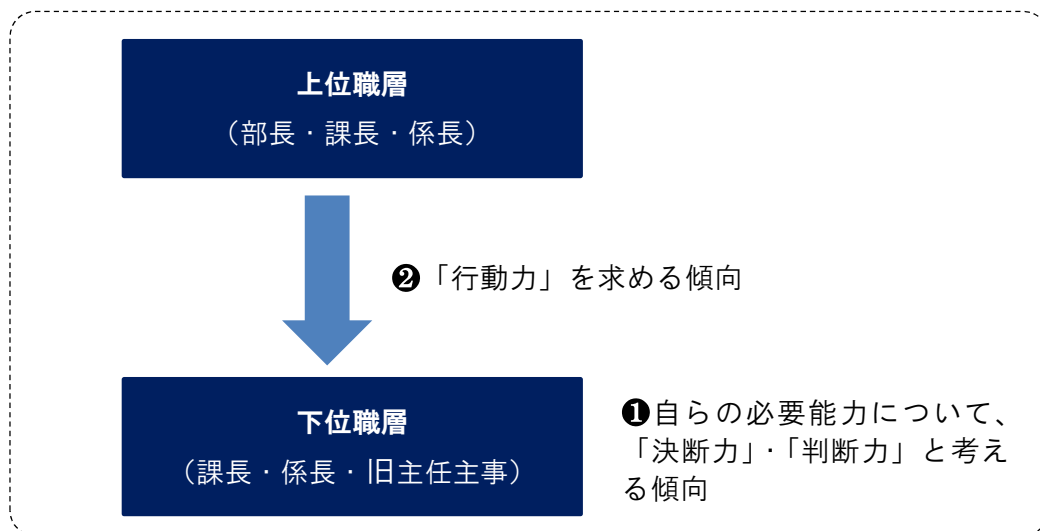 上位職層
（部長・課長・係長）
❷「行動力」を求める傾向
下位職層
（課長・係長・旧主任主事）
❶自らの必要能力について、
「決断力」・「判断力」と考え
る傾向